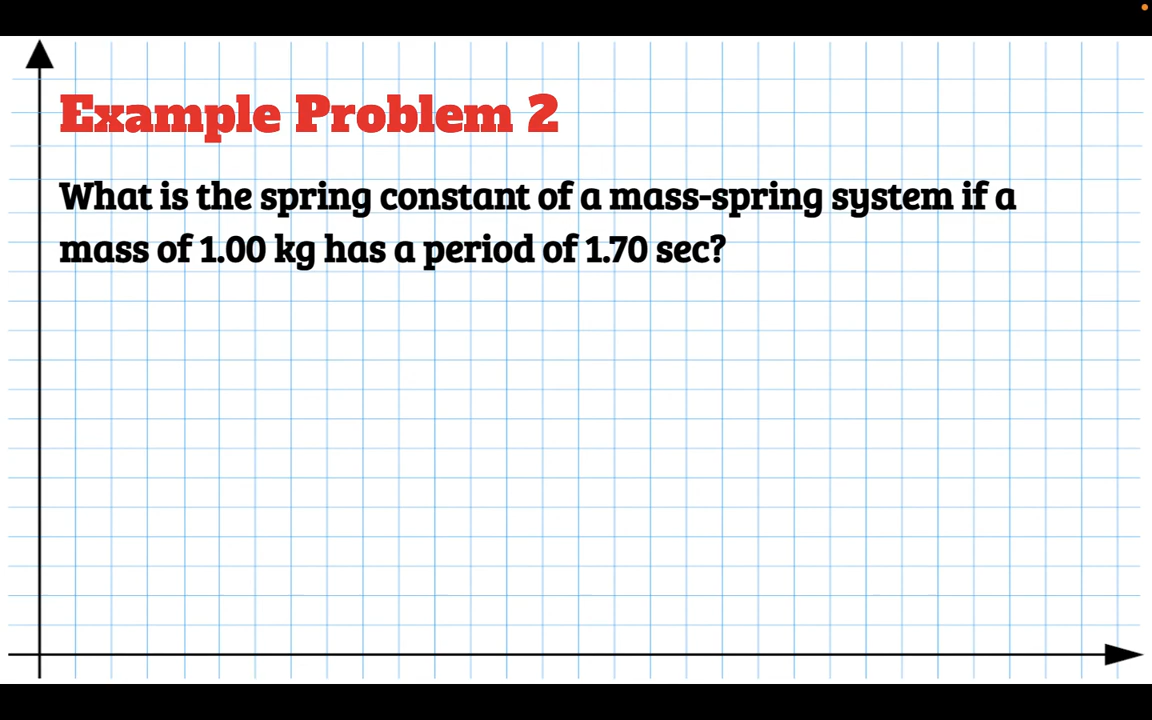 Example Problem 2
What is the spring constant of a mass-spring system if a
mass of 1.00 kg has a period of 1.70 sec?